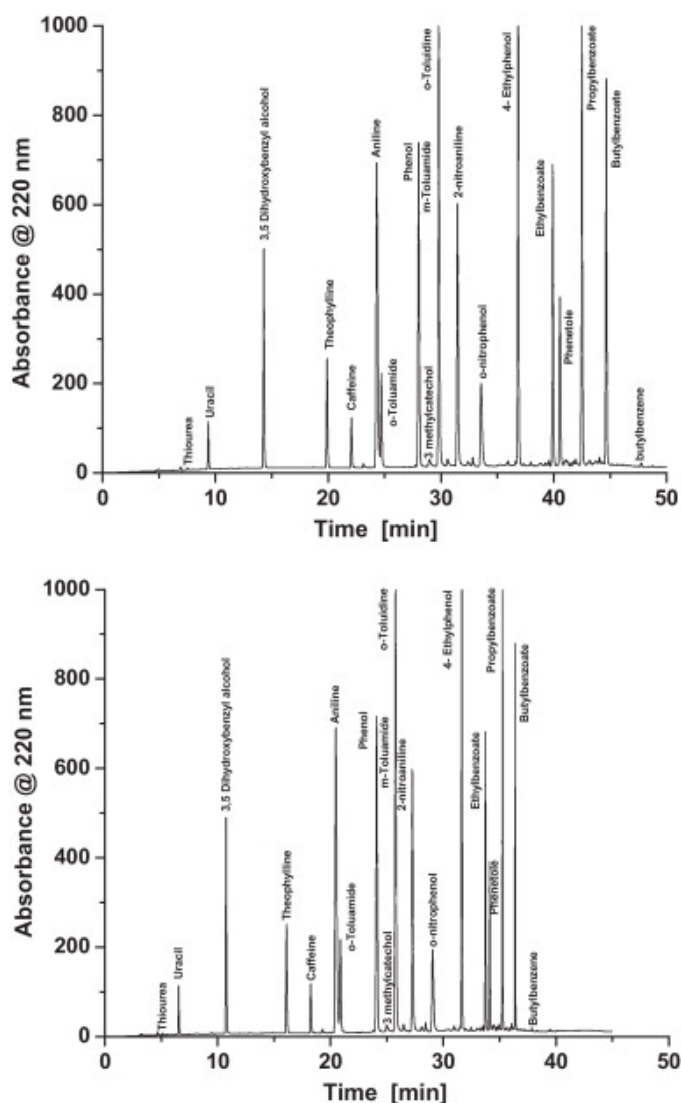 1000
800
600
400
200
0
Absorbance @ 220 nm
Thiourea
Uracil
3,5 Dihydroxybenzyl alcohol
Theophylline
Caffeine
Aniline
o-Toluamide
Phenol
m-Toluamide
-3 methylcatechol
o-Toluidine
2-nitroaniline
o-nitrophenol
4- Ethylphenol
Ethylbenzoate
Phenetole
Propylbenzoate
Butylbenzoate
butylbenzene
0 10 20 30 40 50
Time [min]
1000
800
600
400
200
0
Absorbance @ 220 nm
Thiourea
Uracil
3,5 Dihydroxybenzyl alcohol
Theophylline
Caffeine
Aniline
o-Toluamide
Phenol
m-Toluamide
-3 methylcatechol
o-Toluidine
2-nitroaniline
o-nitrophenol
4- Ethylphenol
Ethylbenzoate
Phenetole
Propylbenzoate
Butylbenzoate
Butylbenzene
0 10 20 30 40 50
Time [min]